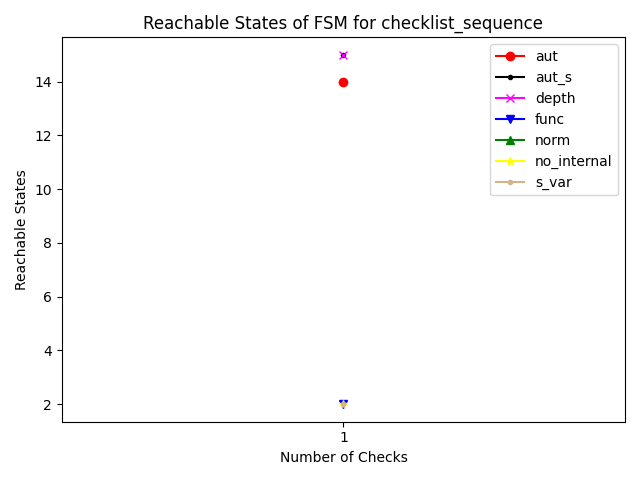 Reachable States of FSM for checklist_sequence
aut
aut_s
depth
func
norm
no_internal
s_var
Reachable States
14
12
10
8
6
4
2
1
Number of Checks